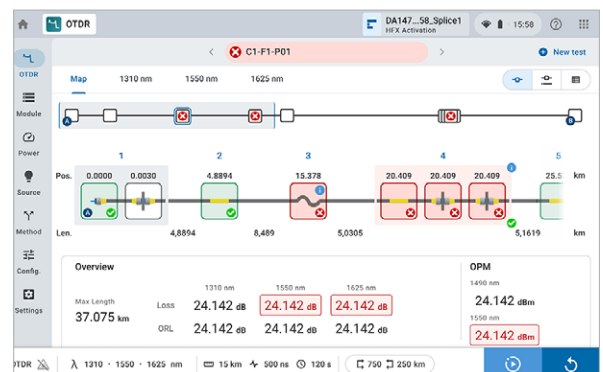 OTDR
DA147...58_Splice1
HFX Activation
15:58
OTDR
C1-F1-P01
New test
Map 1310 nm 1550 nm 1625 nm
Module
A
B
Power
1 2 3 4 5
Pos. 0.0000 0.0030 4.8894 15.378 20.409 20.409 20.409 25.5 km
Source
A
Method
Len. 4,8894 8,489 5,0305 5,1619 km
Config.
Overview
OPM
1310 nm 1550 nm 1625 nm
1490 nm
Settings
Max Length
37.075 km
Loss 24.142 dB 24.142 dB 24.142 dB
24.142 dBm
1550 nm
ORL 24.142 dB 24.142 dB 24.142 dB
24.142 dBm
OTDR
λ 1310 · 1550 · 1625 nm
15 km 500 ns 120 s
750 250 km